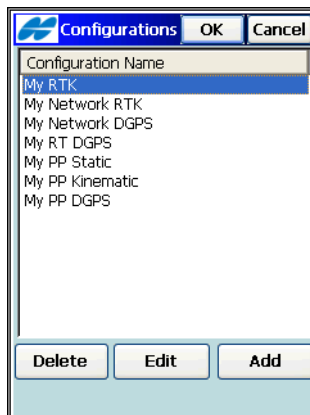 Configurations OK Cancel
Configuration Name
My RTK
My Network RTK
My Network DGPS
My RT DGPS
My PP Static
My PP Kinematic
My PP DGPS
Delete Edit Add